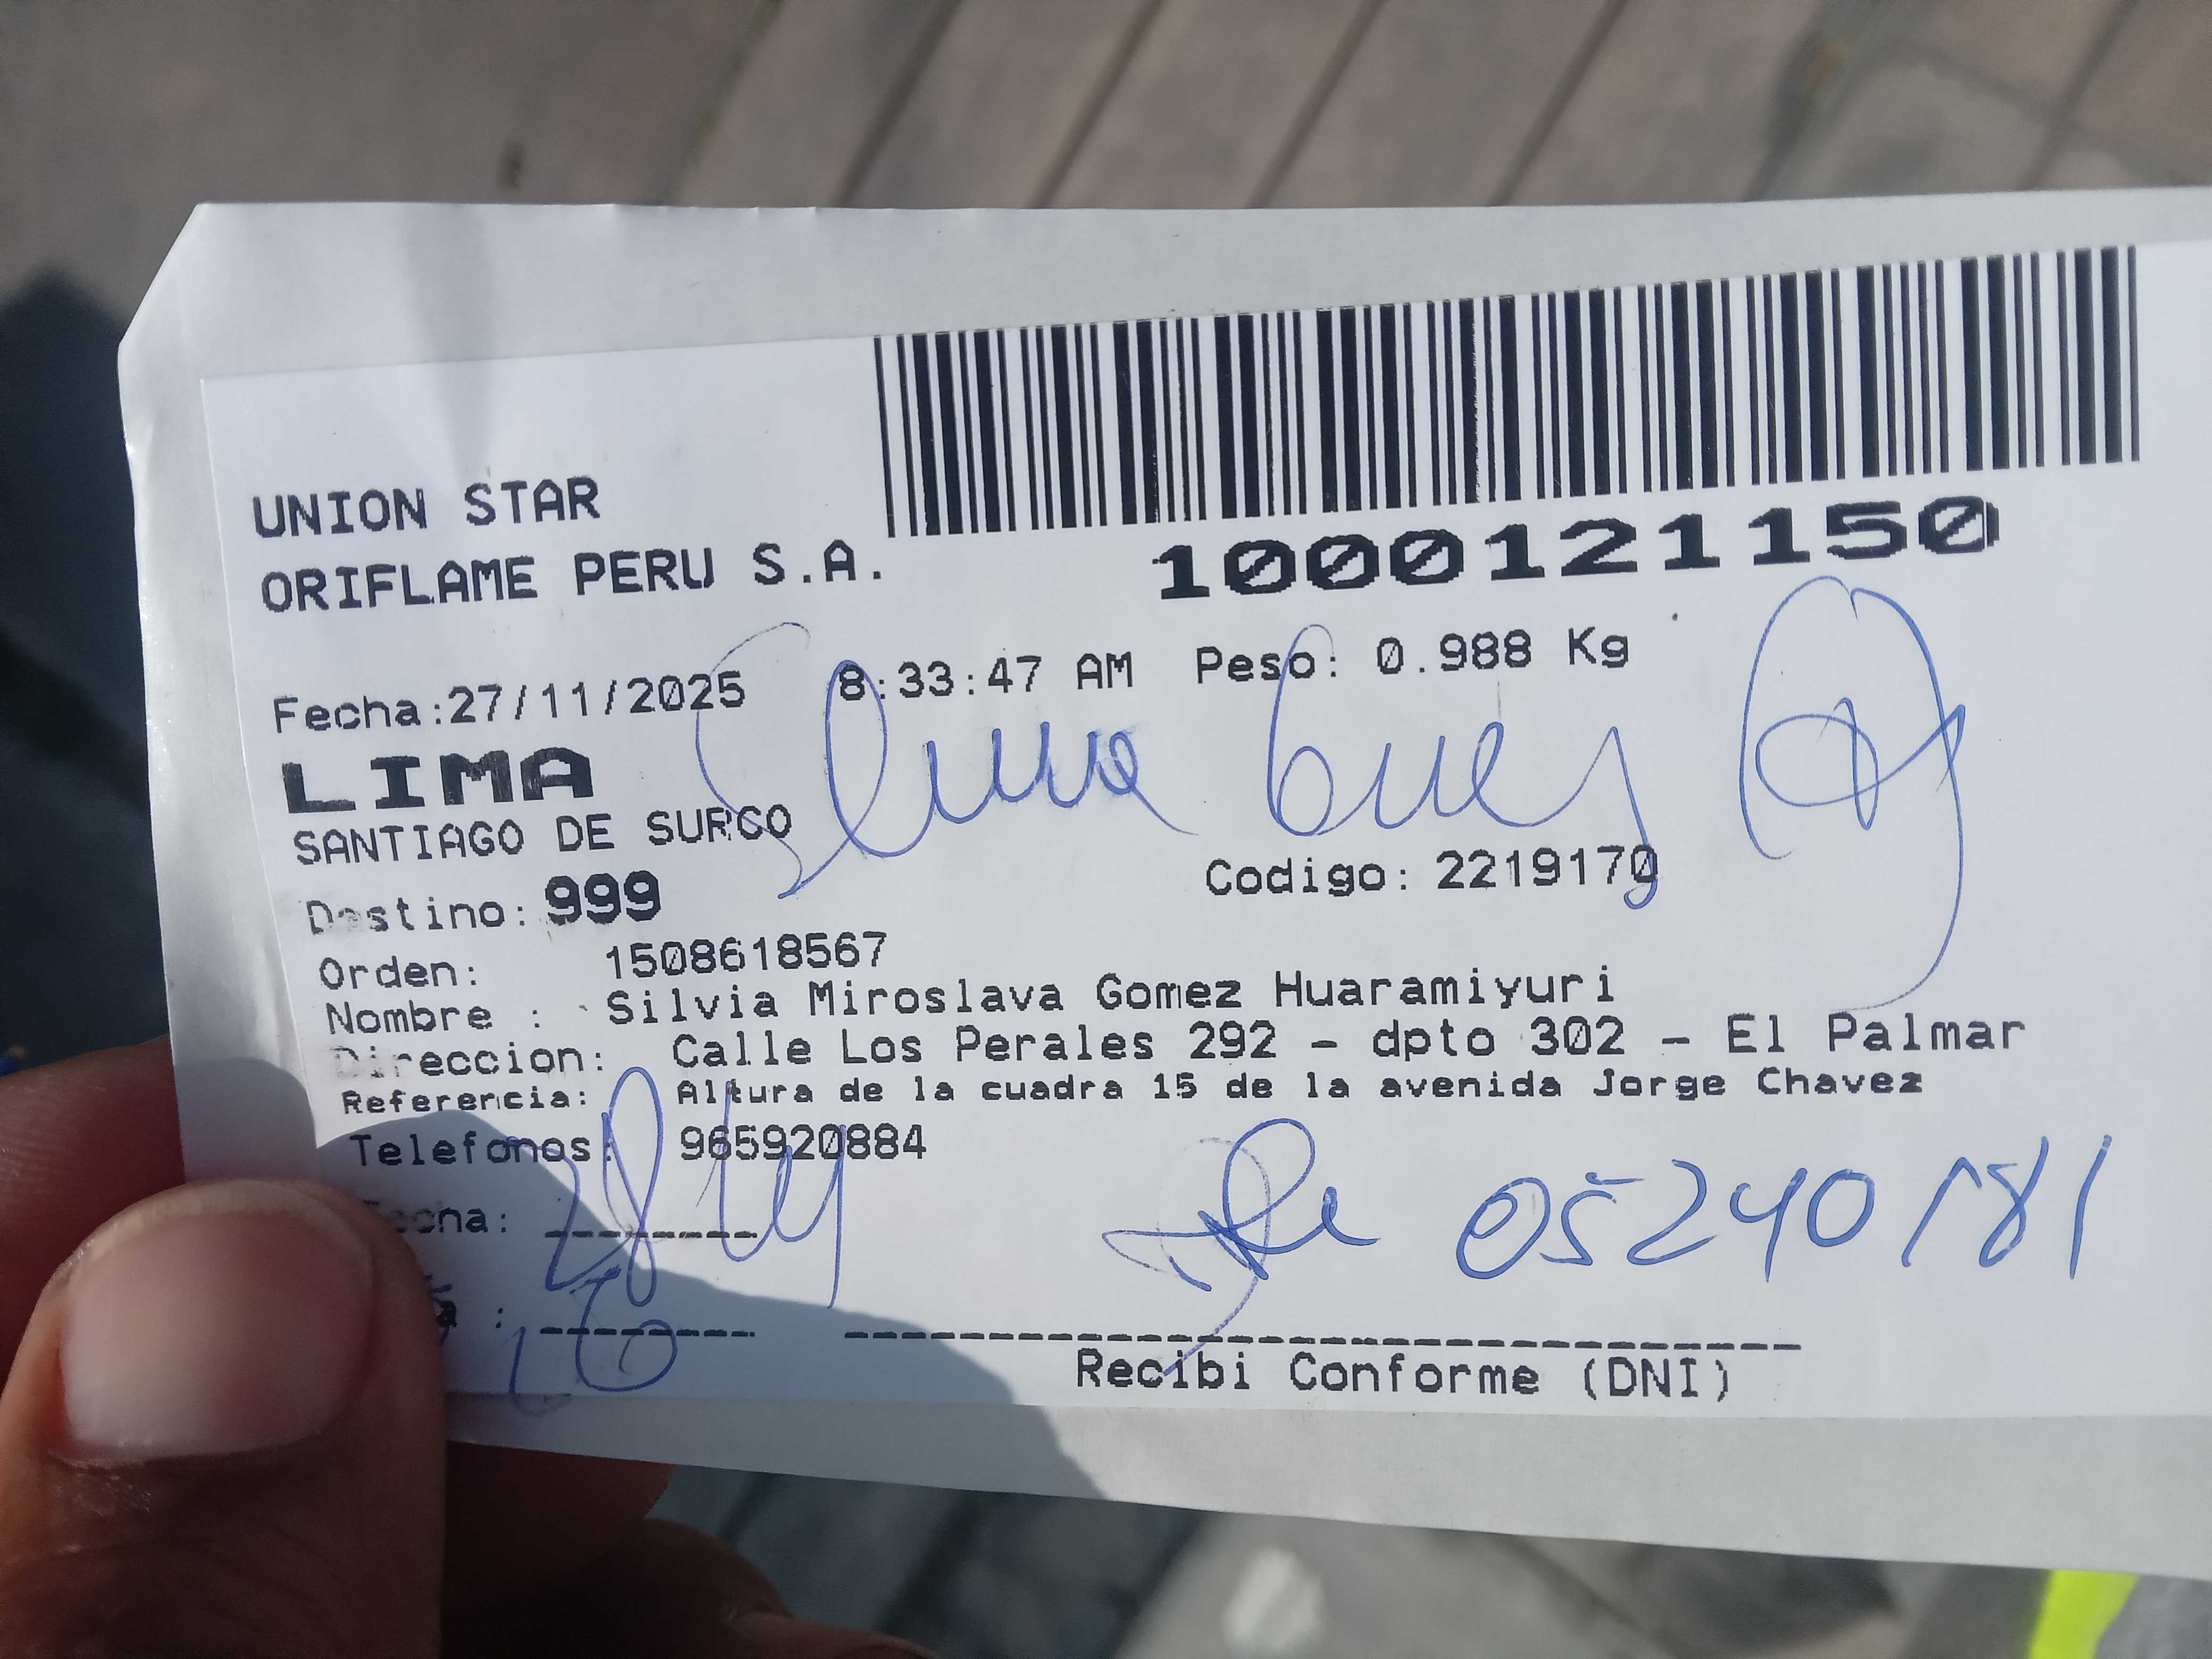 UNION STAR
ORIFLAME PERU S.A.
1000121150
Fecha:27/11/2025 8:33:47 AM Peso: 0.988 Kg
LIMA
SANTIAGO DE SURCO
Destino: 999 Codigo: 2219170
Orden: 1508618567
Nombre : Silvia Miroslava Gomez Huaramiyuri
Direccion: Calle Los Perales 292 - dpto 302 - El Palmar
Referencia: Altura de la cuadra 15 de la avenida Jorge Chavez
Telefonos: 965920884
Fecha:
05240181
Recibi Conforme (DNI)